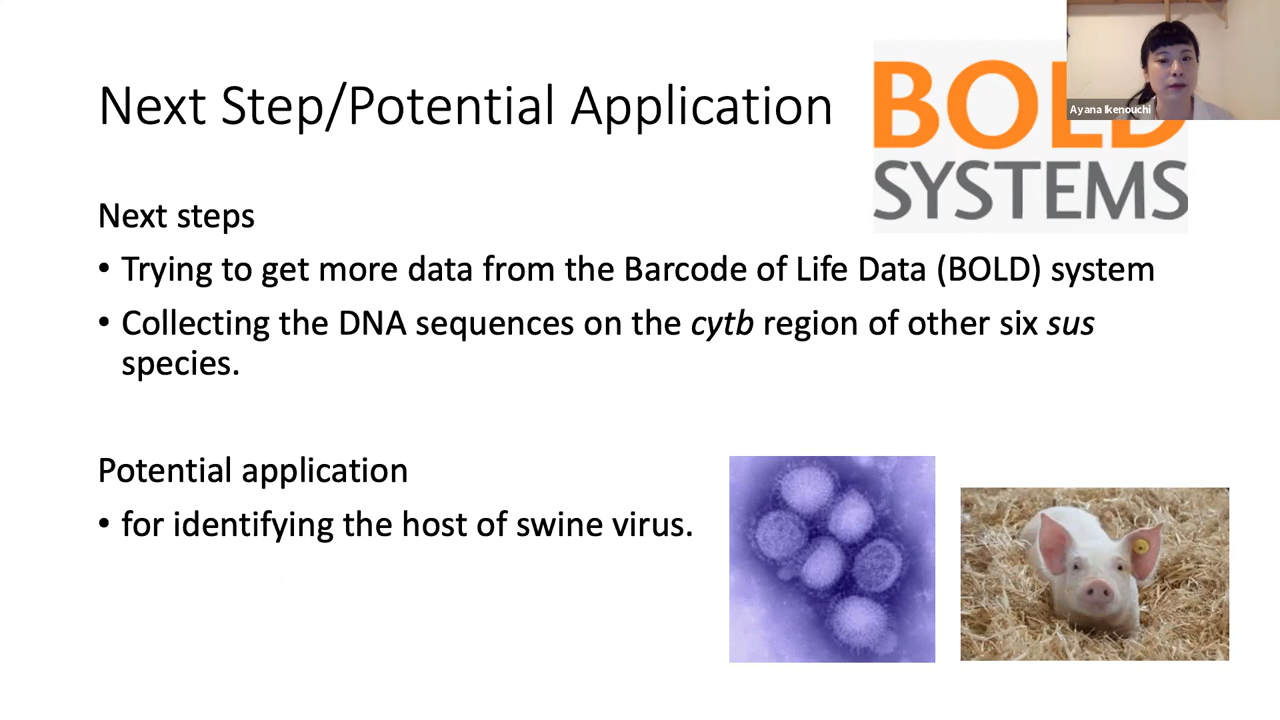 Next Step/Potential Application
BOLD
SYSTEMS
Ayana Ikenouchi
Next steps
• Trying to get more data from the Barcode of Life Data (BOLD) system
• Collecting the DNA sequences on the cytb region of other six sus
species.
Potential application
• for identifying the host of swine virus.